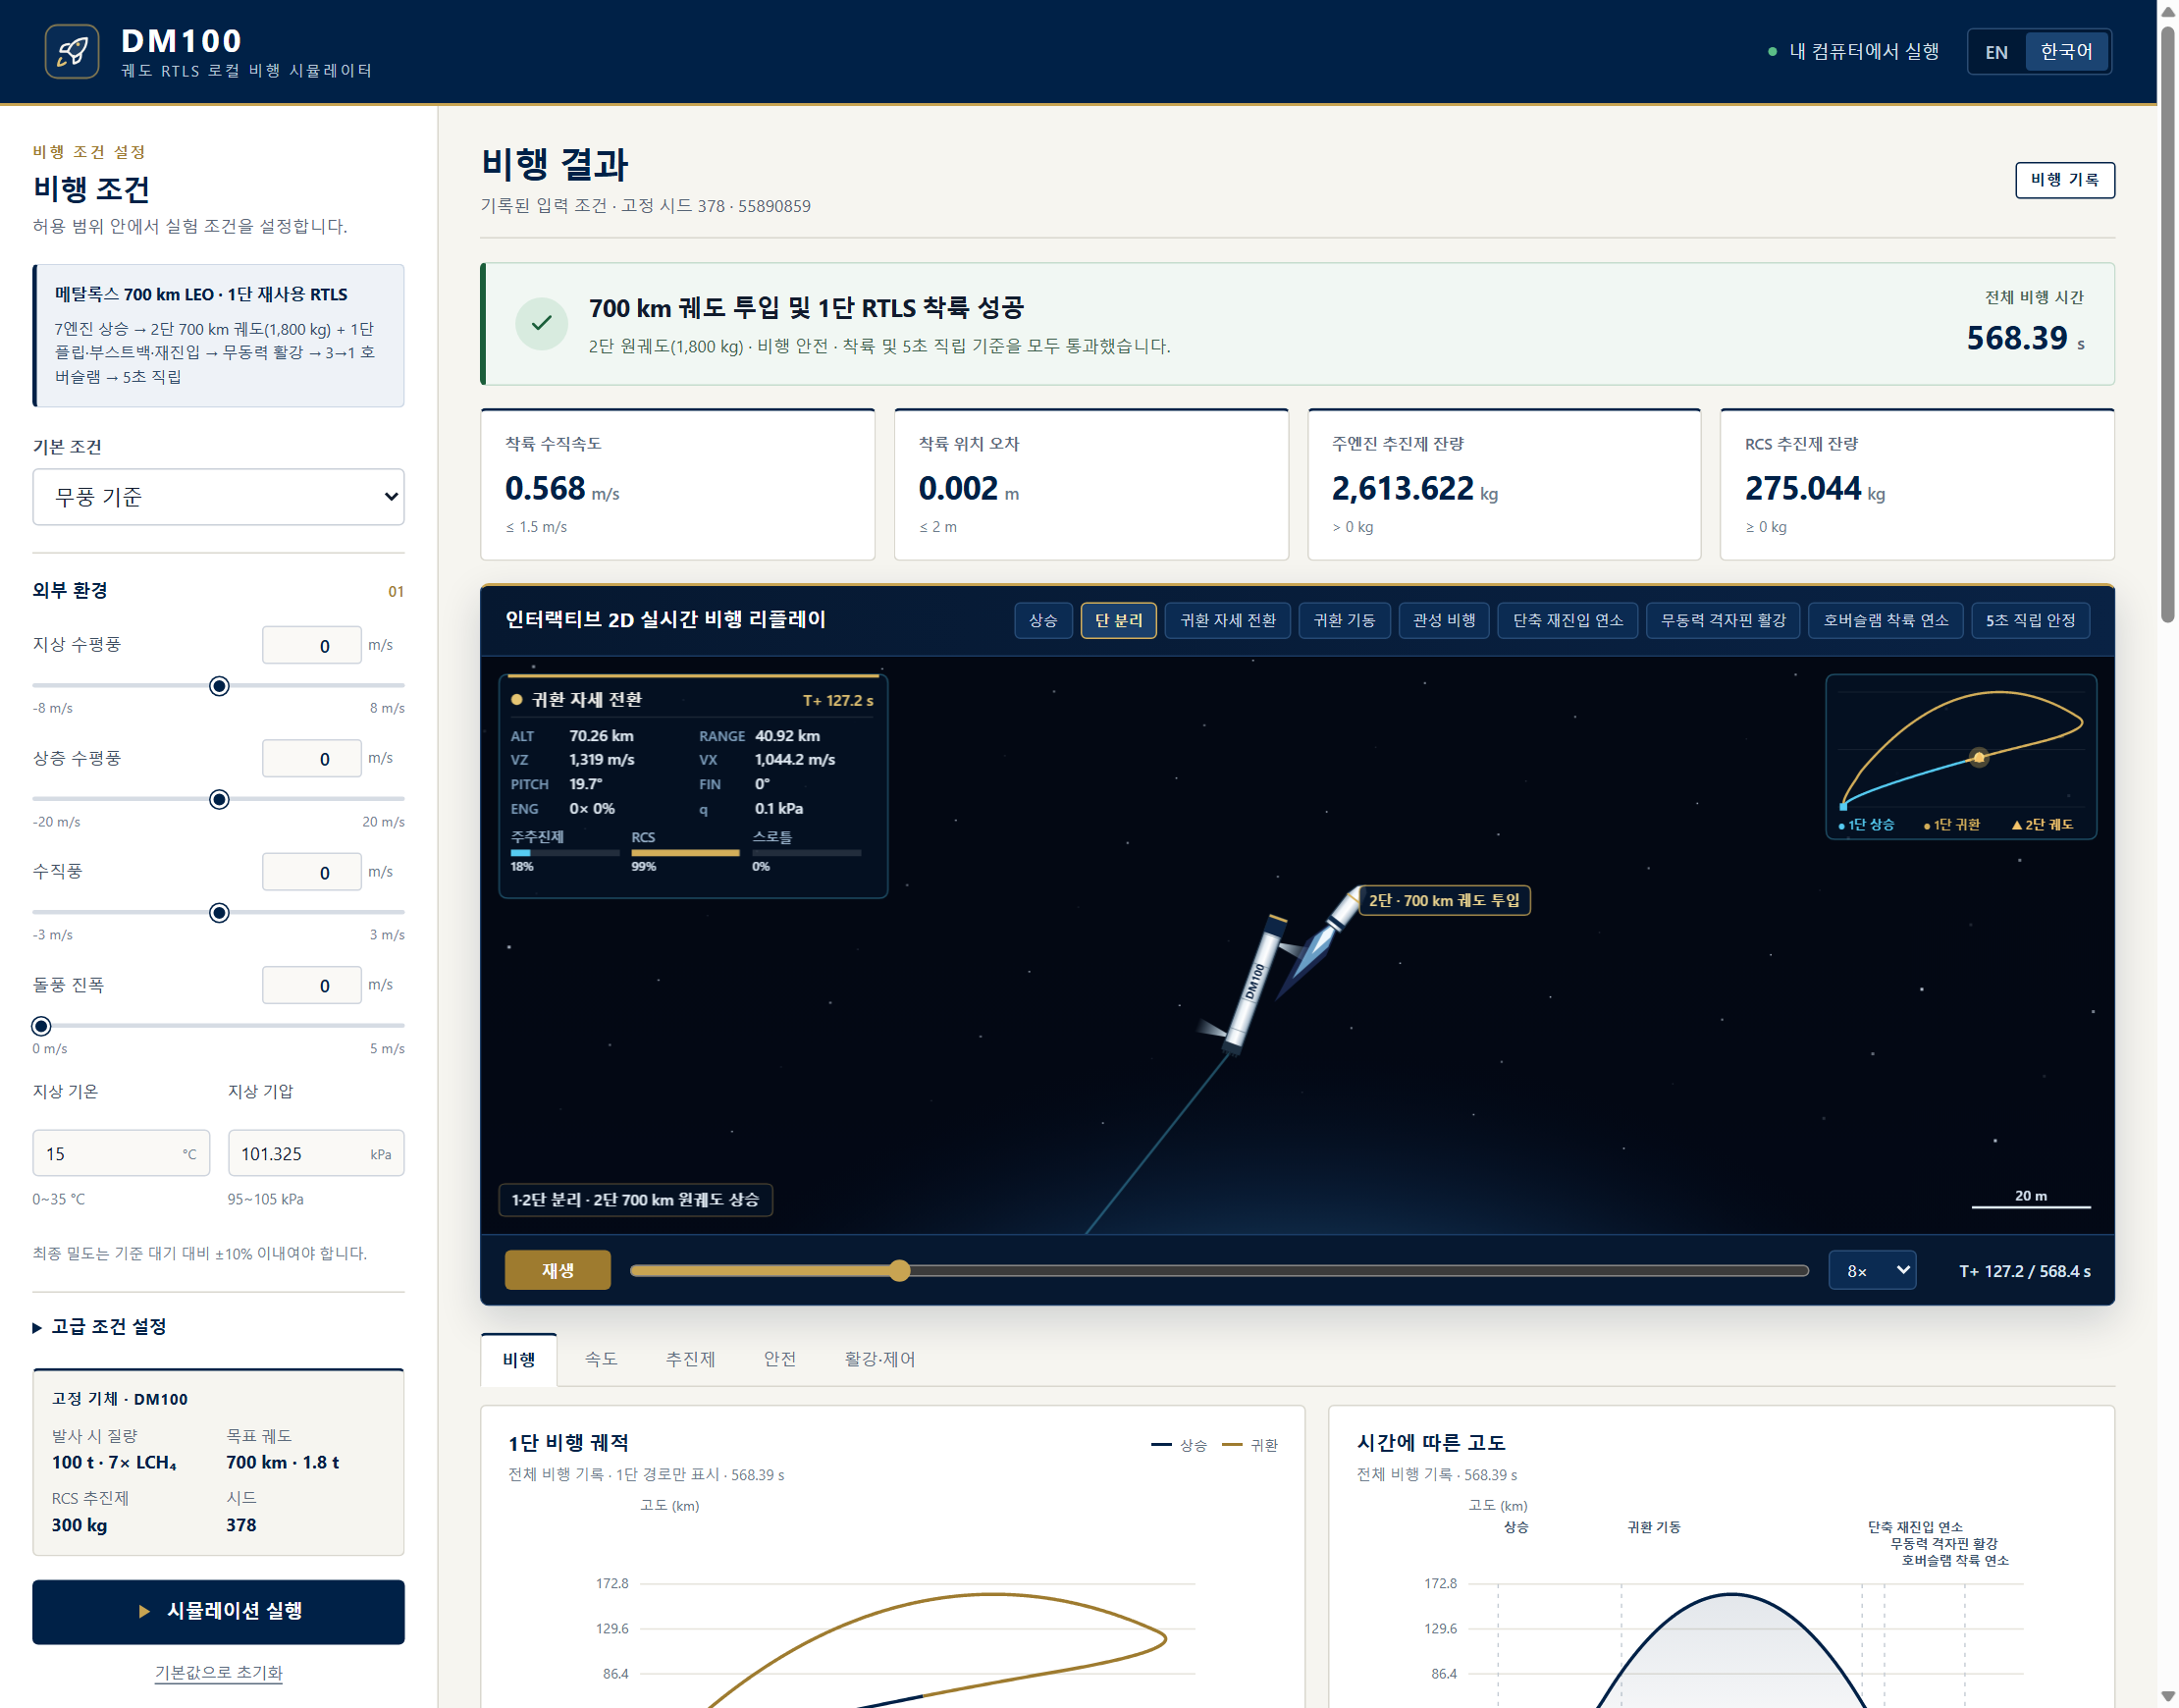 DM100
궤도 RTLS 로컬 비행 시뮬레이터
내 컴퓨터에서 실행
EN
한국어
비행 조건 설정
비행 조건
허용 범위 안에서 실험 조건을 설정합니다.
메탈록스 700 km LEO · 1단 재사용 RTLS
7엔진 상승 → 2단 700 km 궤도(1,800 kg) + 1단
플립·부스트백·재진입 → 무동력 활강 → 3→1 호
버슬램 → 5초 직립
기본 조건
무풍 기준
외부 환경
01
지상 수평풍
0
m/s
-8 m/s
8 m/s
상층 수평풍
0
m/s
-20 m/s
20 m/s
수직풍
0
m/s
-3 m/s
3 m/s
돌풍 진폭
0
m/s
0 m/s
5 m/s
지상 기온
지상 기압
15
°C
101.325
kPa
0~35 °C
95~105 kPa
최종 밀도는 기준 대기 대비 ±10% 이내여야 합니다.
▶ 고급 조건 설정
고정 기체 · DM100
발사 시 질량
목표 궤도
100 t · 7× LCH₄
700 km · 1.8 t
RCS 추진제
시드
300 kg
378
시뮬레이션 실행
기본값으로 초기화
비행 결과
기록된 입력 조건 · 고정 시드 378 · 55890859
비행 기록
700 km 궤도 투입 및 1단 RTLS 착륙 성공
2단 원궤도(1,800 kg) · 비행 안전 · 착륙 및 5초 직립 기준을 모두 통과했습니다.
전체 비행 시간
568.39 s
착륙 수직속도
0.568 m/s
≤ 1.5 m/s
착륙 위치 오차
0.002 m
≤ 2 m
주엔진 추진제 잔량
2,613.622 kg
> 0 kg
RCS 추진제 잔량
275.044 kg
≥ 0 kg
인터랙티브 2D 실시간 비행 리플레이
상승
단 분리
귀환 자세 전환
귀환 기동
관성 비행
단축 재진입 연소
무동력 격자핀 활강
호버슬램 착륙 연소
5초 직립 안정
귀환 자세 전환
T+ 127.2 s
ALT 70.26 km RANGE 40.92 km
VZ 1,319 m/s VX 1,044.2 m/s
PITCH 19.7° FIN 0°
ENG 0× 0% q 0.1 kPa
주추진제 RCS 스로틀
18% 99% 0%
1단 상승
1단 귀환
▲ 2단 궤도
2단 · 700 km 궤도 투입
DM100
1·2단 분리 · 2단 700 km 원궤도 상승
20 m
재생
8×
T+ 127.2 / 568.4 s
비행
속도
추진제
안전
활강·제어
1단 비행 궤적
상승
귀환
전체 비행 기록 · 1단 경로만 표시 · 568.39 s
고도 (km)
172.8
129.6
86.4
시간에 따른 고도
전체 비행 기록 · 568.39 s
고도 (km)
상승
귀환 기동
단축 재진입 연소
무동력 격자핀 활강
호버슬램 착륙 연소
172.8
129.6
86.4